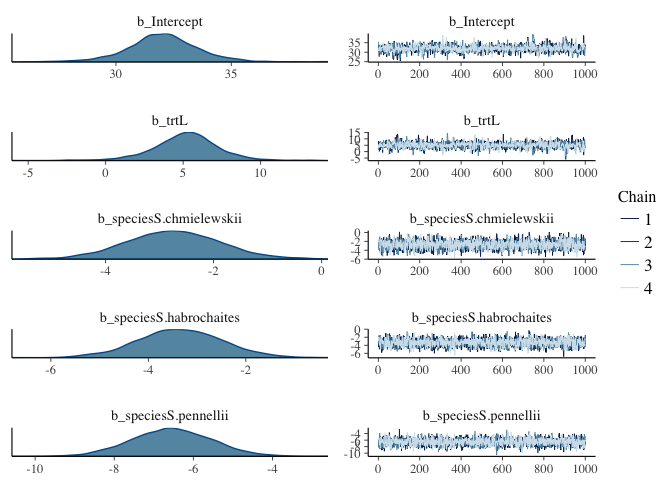 b_Intercept
30 35
b_Intercept
35
30
25
0 200 400 600 800 1000
b_trtL
-5 0 5 10
b_trtL
15
10
5
0
-5
0 200 400 600 800 1000
b_speciesS.chmielewskii
-4 -2 0
b_speciesS.chmielewskii
0
-2
-4
-6
0 200 400 600 800 1000
b_speciesS.habrochaites
-6 -4 -2
b_speciesS.habrochaites
0
-2
-4
-6
0 200 400 600 800 1000
b_speciesS.pennellii
-10 -8 -6 -4
b_speciesS.pennellii
-4
-6
-8
-10
0 200 400 600 800 1000
Chain
1
2
3
4